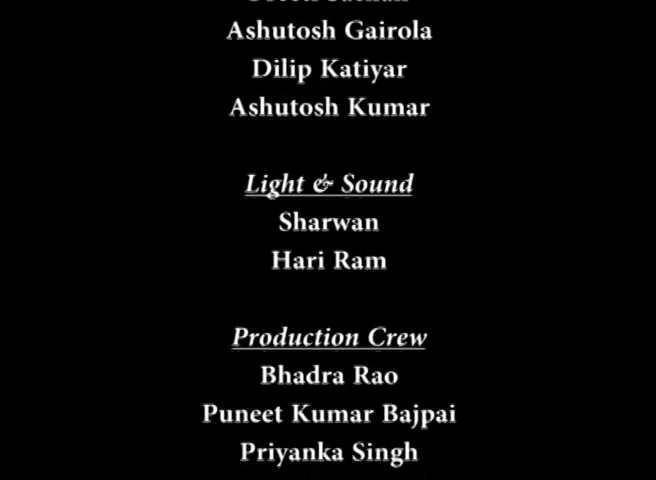 Ashutosh Gairola
Dilip Katiyar
Ashutosh Kumar
Light & Sound
Sharwan
Hari Ram
Production Crew
Bhadra Rao
Puneet Kumar Bajpai
Priyanka Singh